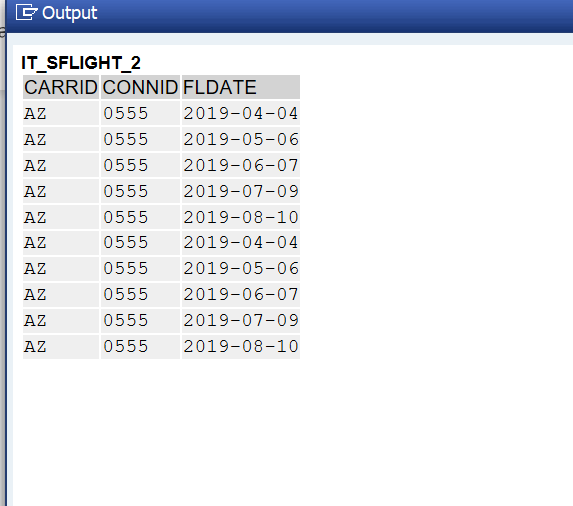 Output
IT_SFLIGHT_2
CARRID CONNID FLDATE
AZ 0555 2019-04-04
AZ 0555 2019-05-06
AZ 0555 2019-06-07
AZ 0555 2019-07-09
AZ 0555 2019-08-10
AZ 0555 2019-04-04
AZ 0555 2019-05-06
AZ 0555 2019-06-07
AZ 0555 2019-07-09
AZ 0555 2019-08-10